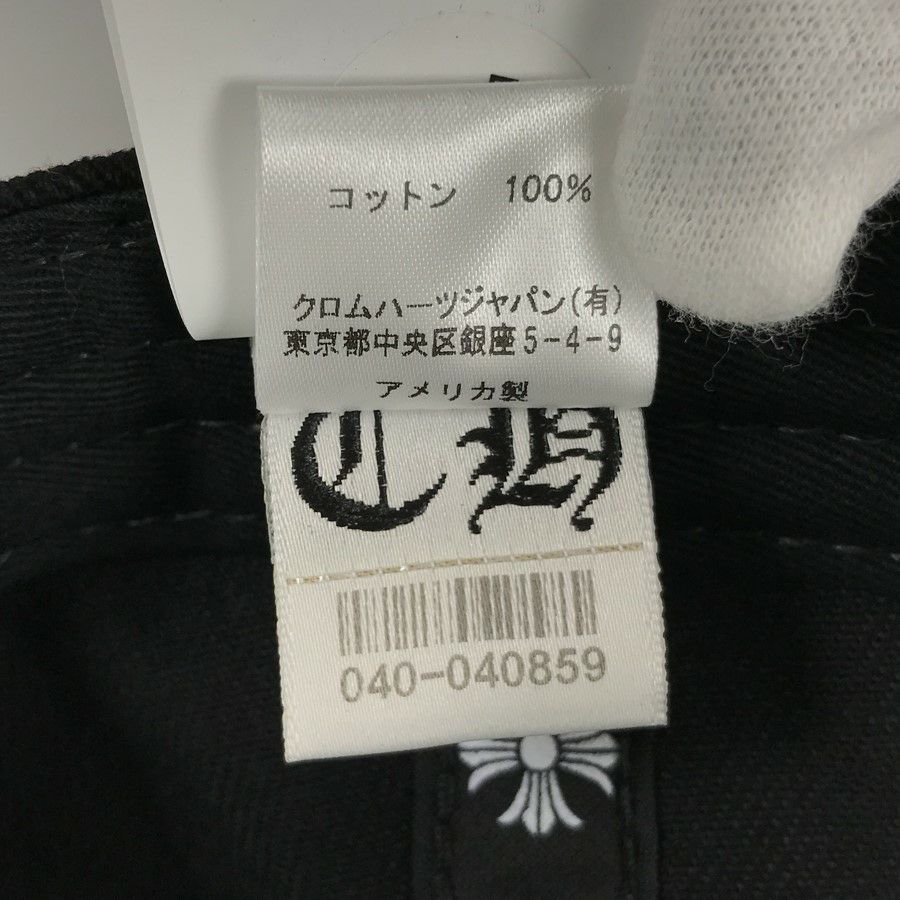 コットン 100%
クロムハーツジャパン(有)
東京都中央区銀座5-4-9
アメリカ製
CH
040-040859